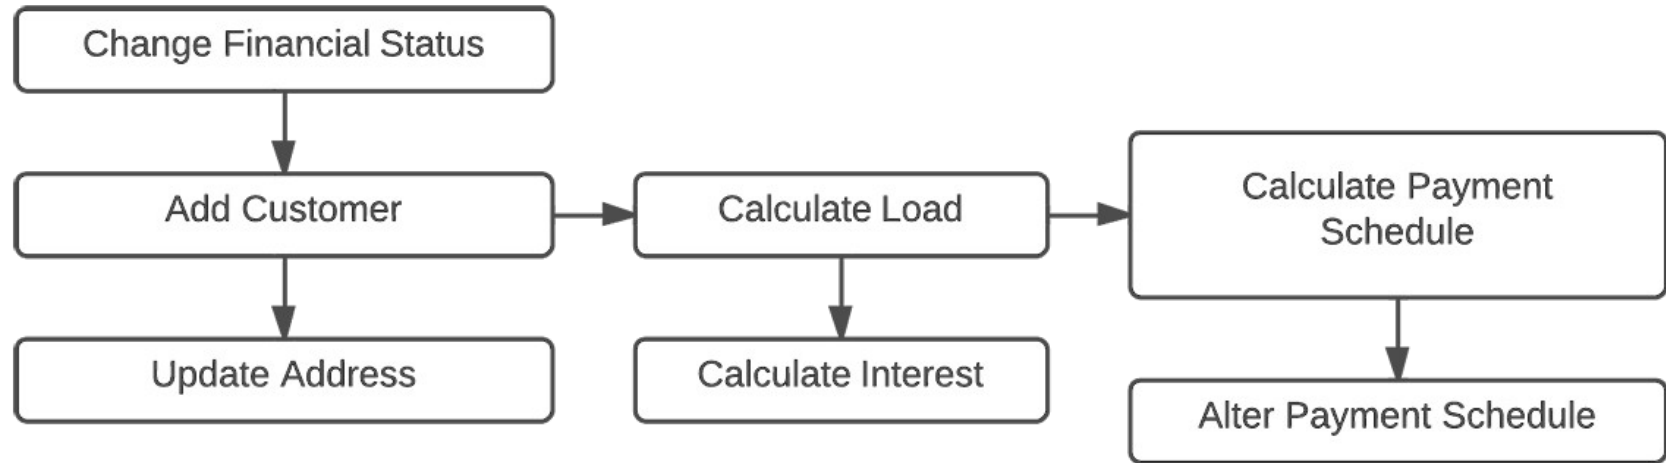 Change Financial Status
Add Customer
Calculate Load
Calculate Payment
Schedule
Update Address
Calculate Interest
Alter Payment Schedule